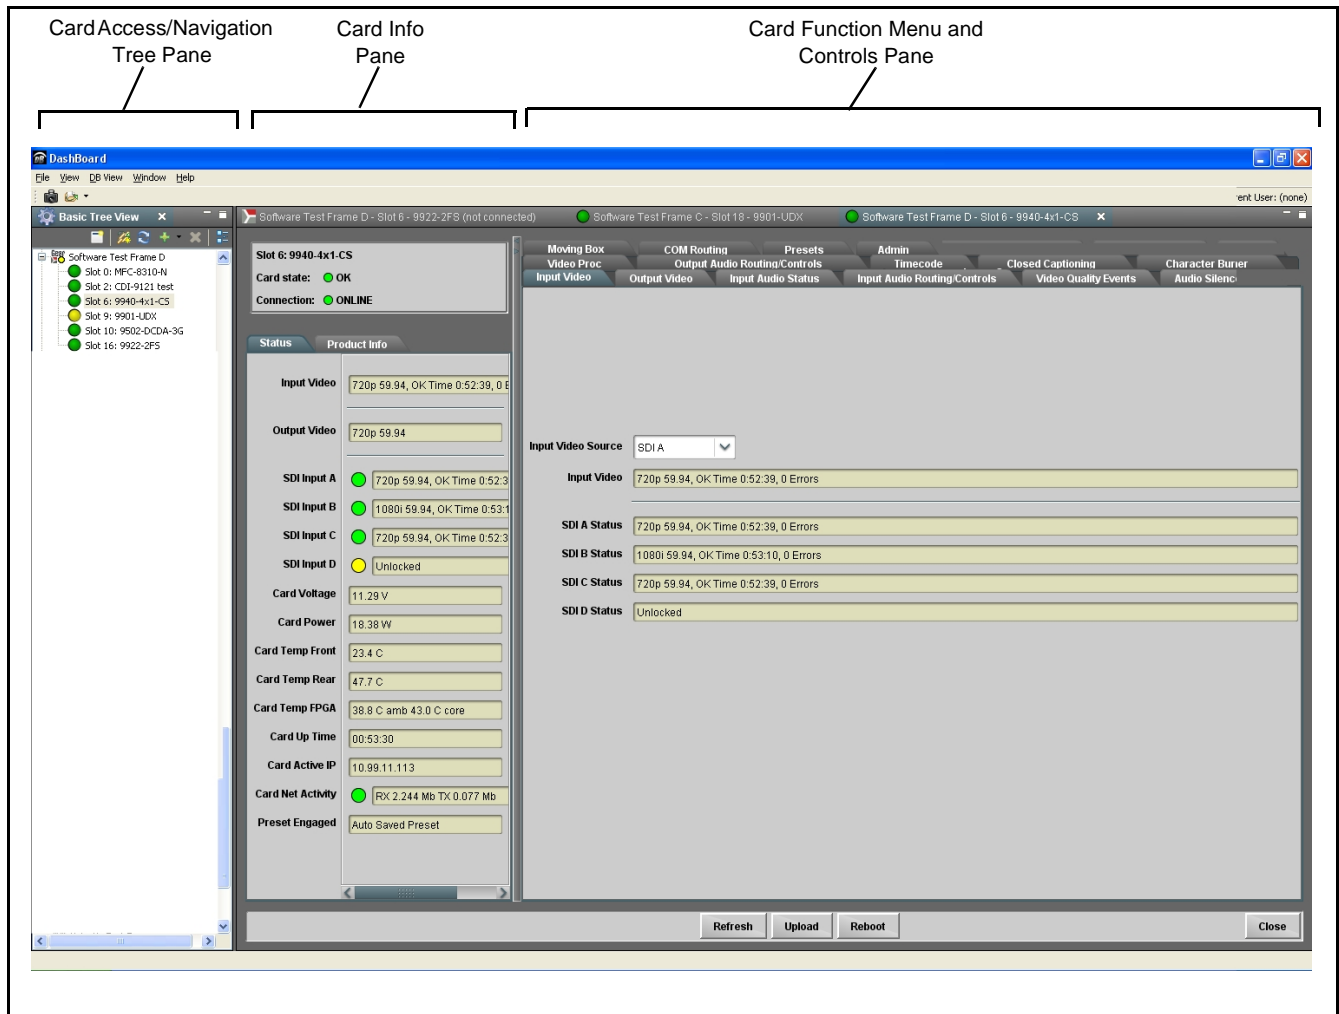 Card Access/Navigation
Tree Pane
Card Info
Pane
Card Function Menu and
Controls Pane
DashBoard
File View DB View Window Help
ent User: (none)
Basic Tree View
Software Test Frame D
Slot 0: MFC-8310-N
Slot 2: CDI-9121 test
Slot 6: 9940-4x1-CS
Slot 9: 9901-UDX
Slot 10: 9502-DCDA-3G
Slot 16: 9922-2FS
Software Test Frame D - Slot 6 - 9922-2FS (not connected)
Software Test Frame C - Slot 18 - 9901-UDX
Software Test Frame D - Slot 6 - 9940-4x1-CS
Slot 6: 9940-4x1-CS
Card state: OK
Connection: ONLINE
Status
Product Info
Input Video 720p 59.94, OK Time 0:52:39, 0 E
Output Video 720p 59.94
SDI Input A 720p 59.94, OK Time 0:52:3
SDI Input B 1080i 59.94, OK Time 0:53:1
SDI Input C 720p 59.94, OK Time 0:52:3
SDI Input D Unlocked
Card Voltage 11.29 V
Card Power 18.38 W
Card Temp Front 23.4 C
Card Temp Rear 47.7 C
Card Temp FPGA 38.8 C amb 43.0 C core
Card Up Time 00:53:30
Card Active IP 10.99.11.113
Card Net Activity RX 2.244 Mb TX 0.077 Mb
Preset Engaged Auto Saved Preset
Moving Box COM Routing Presets Admin
Video Proc Output Audio Routing/Controls Timecode Closed Captioning Character Burner
Input Video Output Video Input Audio Status Input Audio Routing/Controls Video Quality Events Audio Silenc
Input Video Source SDI A
Input Video 720p 59.94, OK Time 0:52:39, 0 Errors
SDI A Status 720p 59.94, OK Time 0:52:39, 0 Errors
SDI B Status 1080i 59.94, OK Time 0:53:10, 0 Errors
SDI C Status 720p 59.94, OK Time 0:52:39, 0 Errors
SDI D Status Unlocked
Refresh Upload Reboot Close